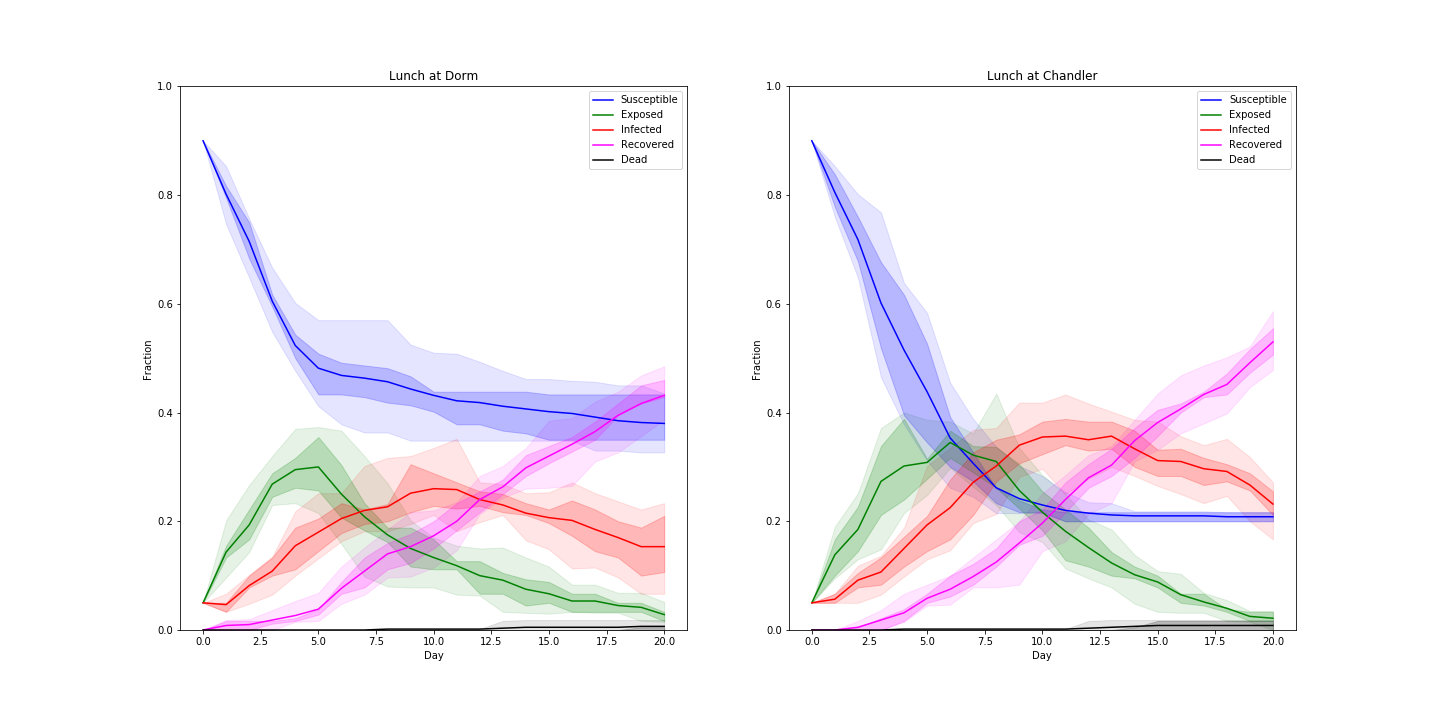 Lunch at Dorm
1.0
0.8
0.6
0.4
0.2
0.0
Fraction
0.0 2.5 5.0 7.5 10.0 12.5 15.0 17.5 20.0
Day
Susceptible
Exposed
Infected
Recovered
Dead
Lunch at Chandler
1.0
0.8
0.6
0.4
0.2
0.0
Fraction
0.0 2.5 5.0 7.5 10.0 12.5 15.0 17.5 20.0
Day
Susceptible
Exposed
Infected
Recovered
Dead